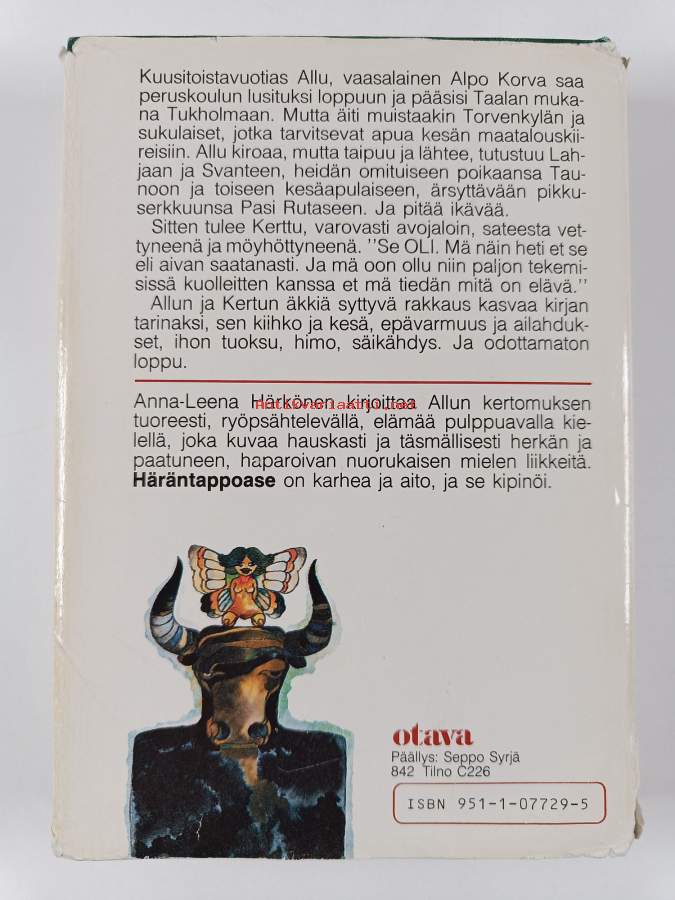 Kuusitoistavuotias Allu, vaasalainen Alpo Korva saa
peruskoulun lusituksi loppuun ja pääsisi Taalan muka-
na Tukholmaan. Mutta äiti muistaakin Torvenkylän ja
sukulaiset, jotka tarvitsevat apua kesän maatalouskii-
reisiin. Allu kiroaa, mutta taipuu ja lähtee, tutustuu Lah-
jaan ja Svanteen, heidän omituiseen poikaansa Tau-
noon ja toiseen kesäapulaiseen, ärsyttävään pikku-
serkkuunsa Pasi Rutaseen. Ja pitää ikävää.
Sitten tulee Kerttu, varovasti avojaloin, sateesta vet-
tyneenä ja möyhöttyneenä. "Se OLI. Mä näin heti et se
eli aivan saatanasti. Ja mä oon ollu niin paljon tekemi-
sissä kuolleitten kanssa et mä tiedän mitä on elävä."
Allun ja Kertun äkkiä syttyvä rakkaus kasvaa kirjan
tarinaksi, sen kiihko ja kesä, epävarmuus ja ailahduk-
set, ihon tuoksu, himo, säikähdys. Ja odottamaton
loppu.
Anna-Leena Härkönen kirjoittaa Allun kertomuksen
Antikvariaatti.net
tuoreesti, ryöpsähtelevällä, elämää pulppuavalla kie-
lellä, joka kuvaa hauskasti ja täsmällisesti herkän ja
paatuneen, haparoivan nuorukaisen mielen liikkeitä.
Häräntappoase on karhea ja aito, ja se kipinöi.
otava
Päällys: Seppo Syrjä
842 Tilno C226
ISBN 951-1-07729-5